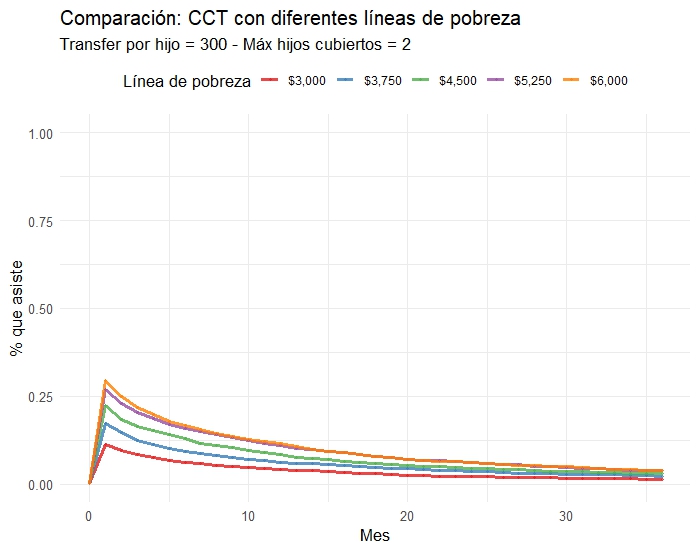 Comparación: CCT con diferentes líneas de pobreza
Transfer por hijo = 300 - Máx hijos cubiertos = 2
Línea de pobreza $3,000 $3,750 $4,500 $5,250 $6,000
1.00
0.75
0.50
0.25
0.00
% que asiste
0 10 20 30
Mes